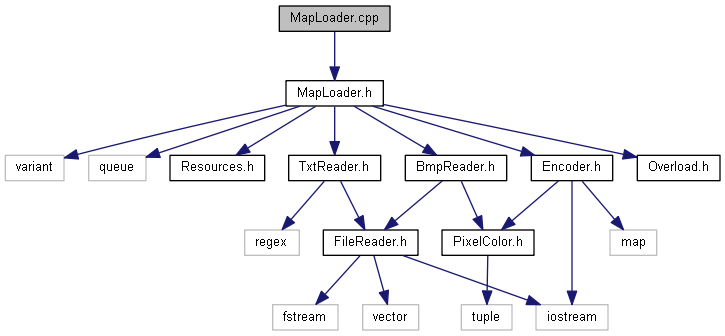 MapLoader.cpp
MapLoader.h
variant
queue
Resources.h
TxtReader.h
BmpReader.h
Encoder.h
Overload.h
regex
FileReader.h
PixelColor.h
map
fstream
vector
tuple
iostream